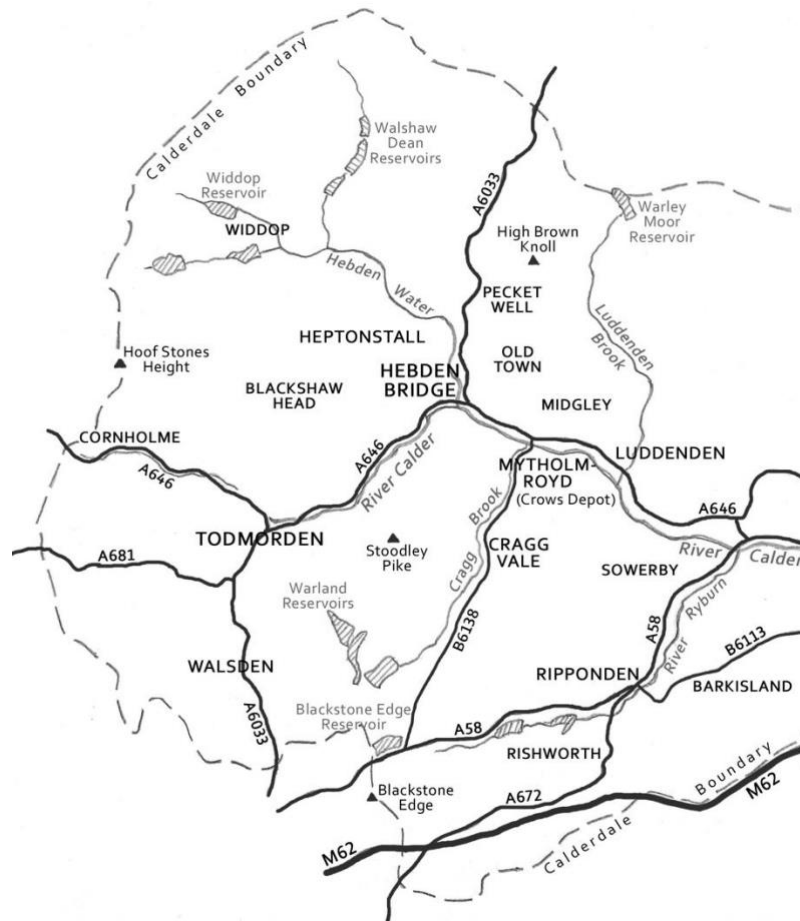 Calderdale Boundary
Walshaw
Dean
Reservoirs
A6033
Widdop
Reservoir
WIDDOP
Warley
Moor
Reservoir
High Brown
Knoll
Hebden
Water
PECKET
WELL
Luddenden
Brook
HEPTONSTALL
Hoof Stones
Height
OLD
TOWN
HEBDEN
BRIDGE
BLACKSHAW
HEAD
MIDGLEY
CORNHOLME
A646
A646
River Calder
LUDDENDEN
MYTHOLM-
ROYD
(Crows Depot)
A646
TODMORDEN
Stoodley
Pike
Cragg
Brook
CRAGG
VALE
River
Calder
A681
SOWERBY
Warland
Reservoirs
B6138
A58
River
Ryburn
B6113
WALSDEN
RIPPONDEN
BARKISLAND
A6033
Blackstone Edge
Reservoir
A58
RISHWORTH
Blackstone
Edge
A672
Boundary
M62
Calderdale
M62